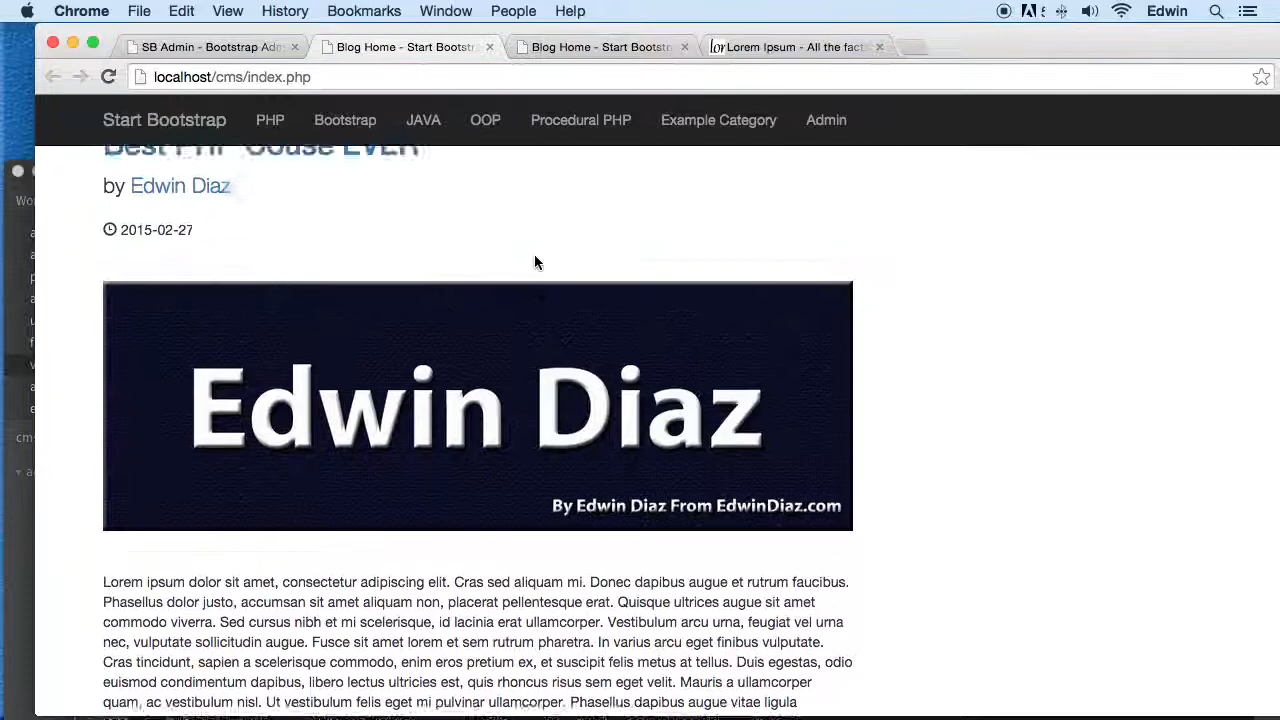 Chrome File Edit View History Bookmarks Window People Help Edwin
SB Admin - Bootstrap Adm Blog Home - Start Bootstr Blog Home - Start Bootstr Lorem Ipsum - All the fact
localhost/cms/index.php
Start Bootstrap PHP Bootstrap JAVA OOP Procedural PHP Example Category Admin
Best PHP Couse EVER
by Edwin Diaz
2015-02-27
Edwin Diaz
By Edwin Diaz From EdwinDiaz.com
Lorem ipsum dolor sit amet, consectetur adipiscing elit. Cras sed aliquam mi. Donec dapibus augue et rutrum faucibus.
Phasellus dolor justo, accumsan sit amet aliquam non, placerat pellentesque erat. Quisque ultrices augue sit amet
commodo viverra. Sed cursus nibh et mi scelerisque, id lacinia erat ullamcorper. Vestibulum arcu urna, feugiat vel urna
nec, vulputate sollicitudin augue. Fusce sit amet lorem et sem rutrum pharetra. In varius arcu eget finibus vulputate.
Cras tincidunt, sapien a scelerisque commodo, enim eros pretium ex, et suscipit felis metus at tellus. Duis egestas, odio
euismod condimentum dapibus, libero lectus ultricies est, quis rhoncus risus sem eget velit. Mauris a ullamcorper
quam, ac vestibulum nisl. Ut vestibulum felis eget mi pulvinar ullamcorper. Phasellus dapibus augue vitae ligula